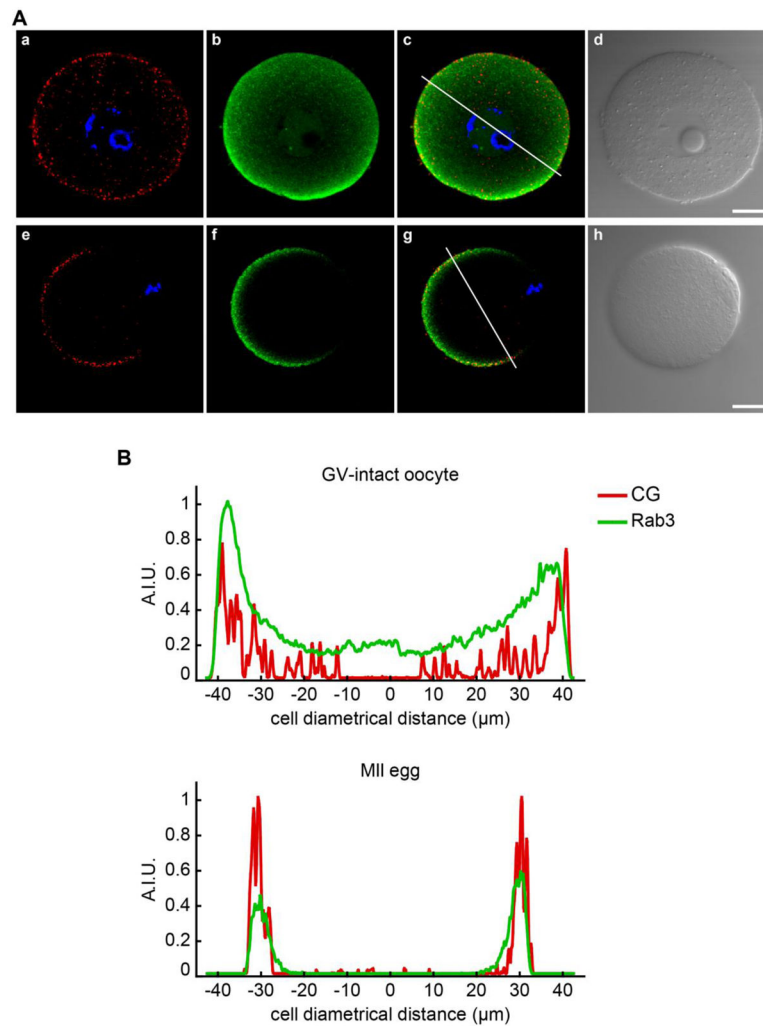 A
a b c d
e f g h
B
GV-intact oocyte
CG
Rab3
1
0.8
0.6
0.4
0.2
0
A.I.U.
-40 -30 -20 -10 0 10 20 30 40
cell diametrical distance (µm)
MII egg
1
0.8
0.6
0.4
0.2
0
A.I.U.
-40 -30 -20 -10 0 10 20 30 40
cell diametrical distance (µm)